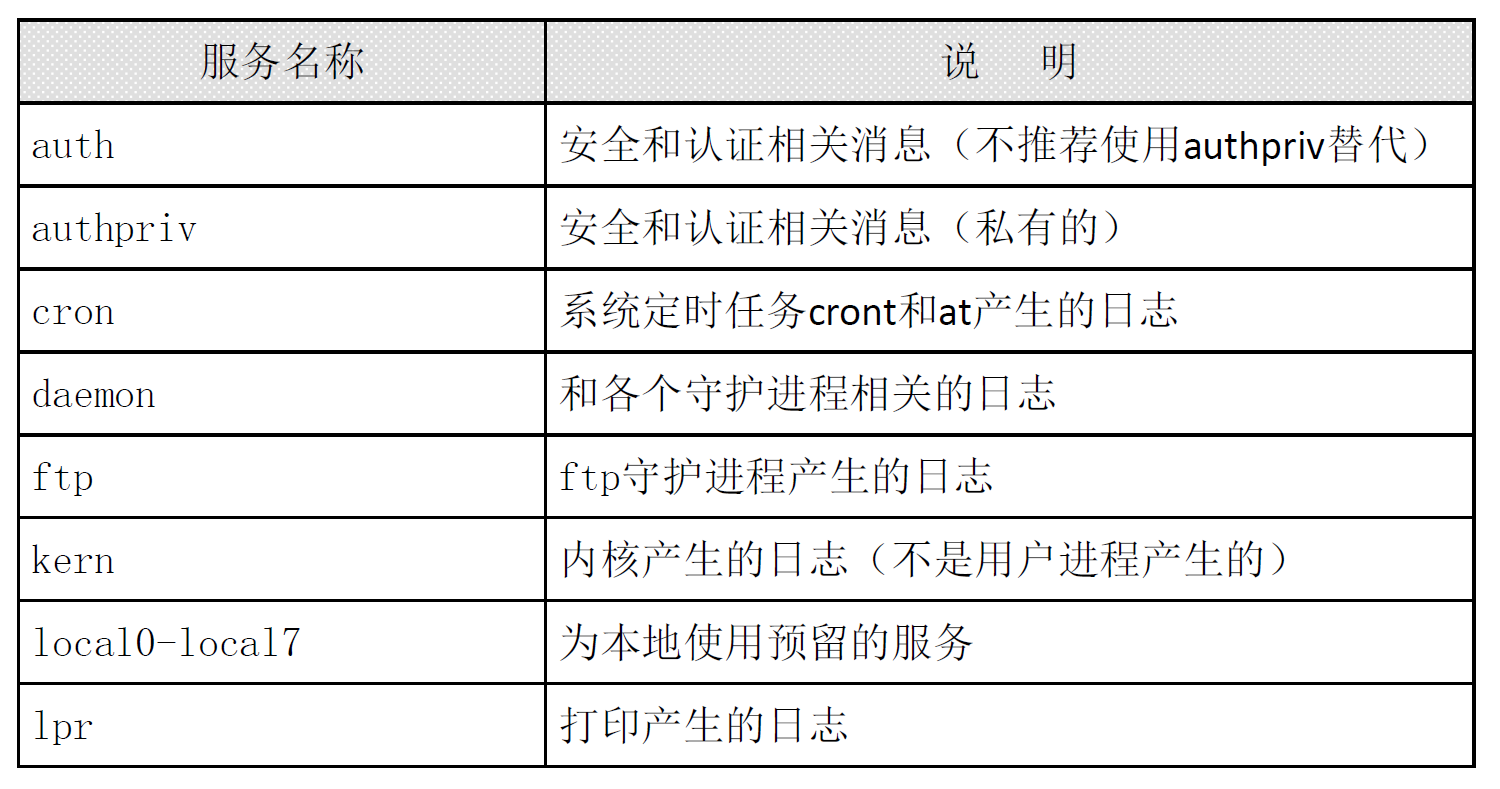 服务名称 说 明
auth 安全和认证相关消息（不推荐使用authpriv替代）
authpriv 安全和认证相关消息（私有的）
cron 系统定时任务cront和at产生的日志
daemon 和各个守护进程相关的日志
ftp ftp守护进程产生的日志
kern 内核产生的日志（不是用户进程产生的）
local0-local7 为本地使用预留的服务
lpr 打印产生的日志